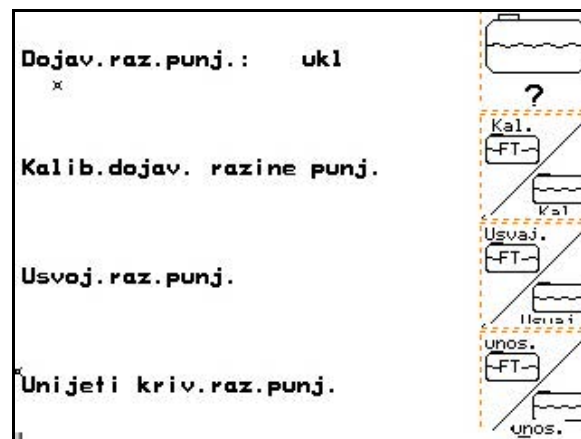 Dojav.raz.punj.: ukl
?
Kalib.dojav. razine punj.
Kal.
FT
Kal
Usvoj.raz.punj.
Usvaj.
FT
Usvaj
Unijeti kriv.raz.punj.
unos.
FT
unos.